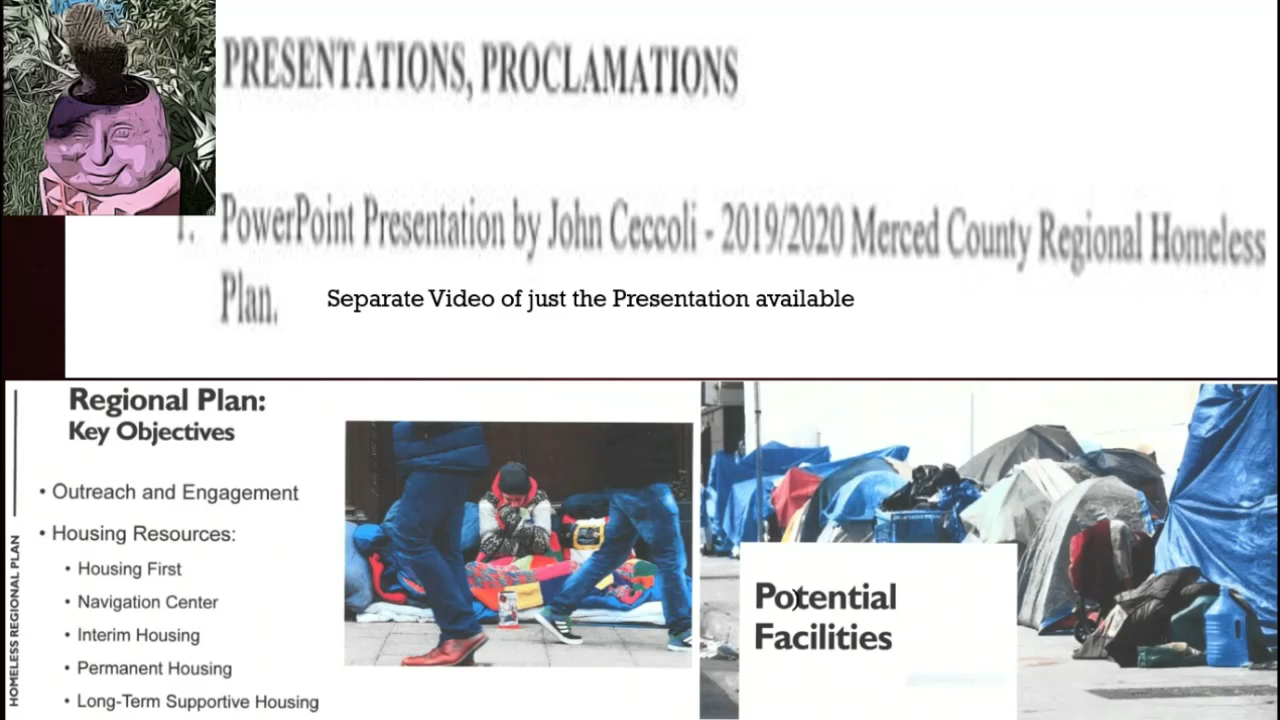 PRESENTATIONS, PROCLAMATIONS
1. PowerPoint Presentation by John Ceccoli - 2019/2020 Merced County Regional Homeless
Plan.
Separate Video of just the Presentation available
Regional Plan:
Key Objectives
• Outreach and Engagement
• Housing Resources:
• Housing First
• Navigation Center
• Interim Housing
• Permanent Housing
• Long-Term Supportive Housing
HOMELESS REGIONAL PLAN
Potential
Facilities